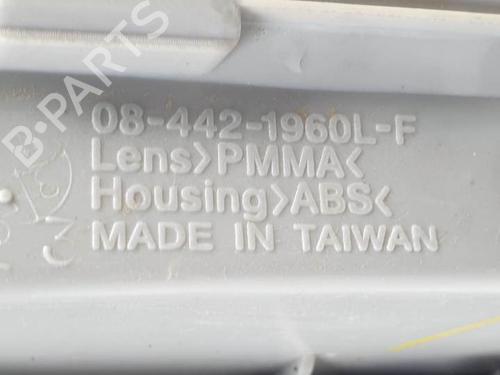 08-442-1960L-F
Lens>PMMA<
Housing>ABS<
MADE IN TAIWAN
B-PARTS